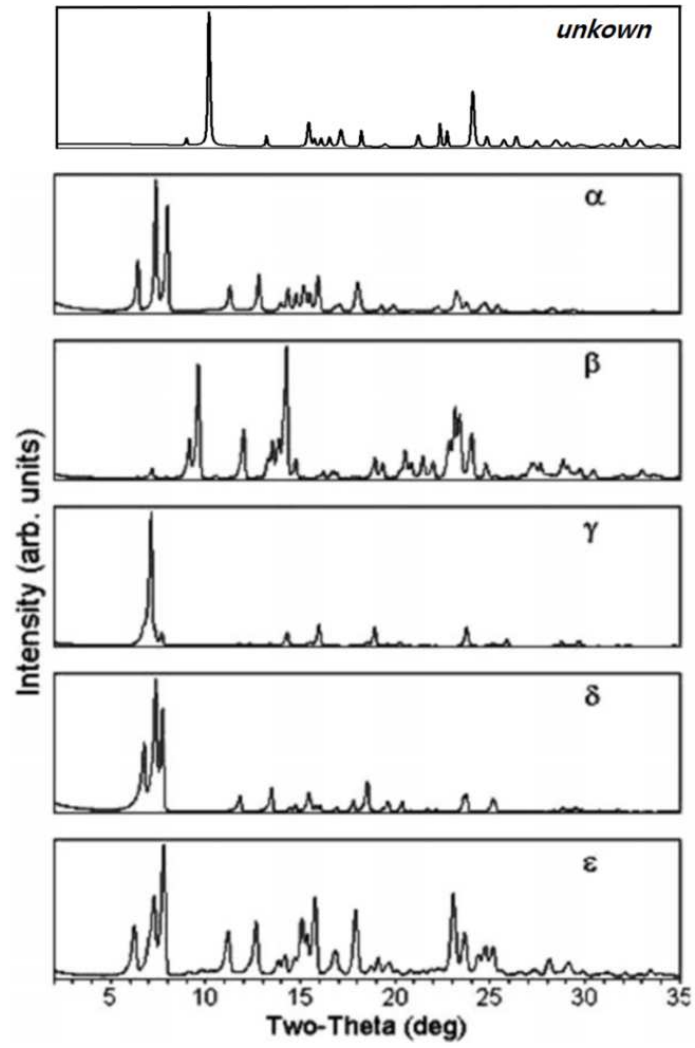 unkown
α
β
γ
δ
ε
Intensity (arb. units)
5 10 15 20 25 30 35
Two-Theta (deg)